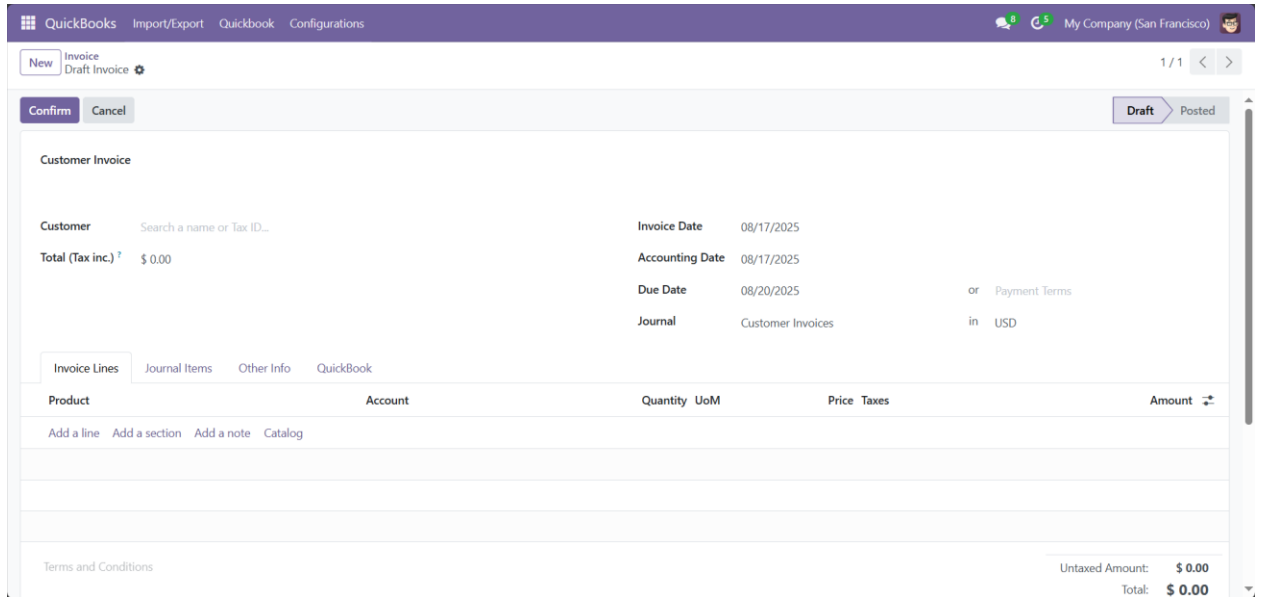 QuickBooks Import/Export Quickbook Configurations 8 5 My Company (San Francisco)
New Invoice
Draft Invoice
1 / 1
Confirm Cancel Draft Posted
Customer Invoice
Customer Search a name or Tax ID... Invoice Date 08/17/2025
Total (Tax inc.) ? $ 0.00 Accounting Date 08/17/2025
Due Date 08/20/2025 or Payment Terms
Journal Customer Invoices in USD
Invoice Lines Journal Items Other Info QuickBook
Product Account Quantity UoM Price Taxes Amount
Add a line Add a section Add a note Catalog
Terms and Conditions Untaxed Amount: $ 0.00
Total: $ 0.00